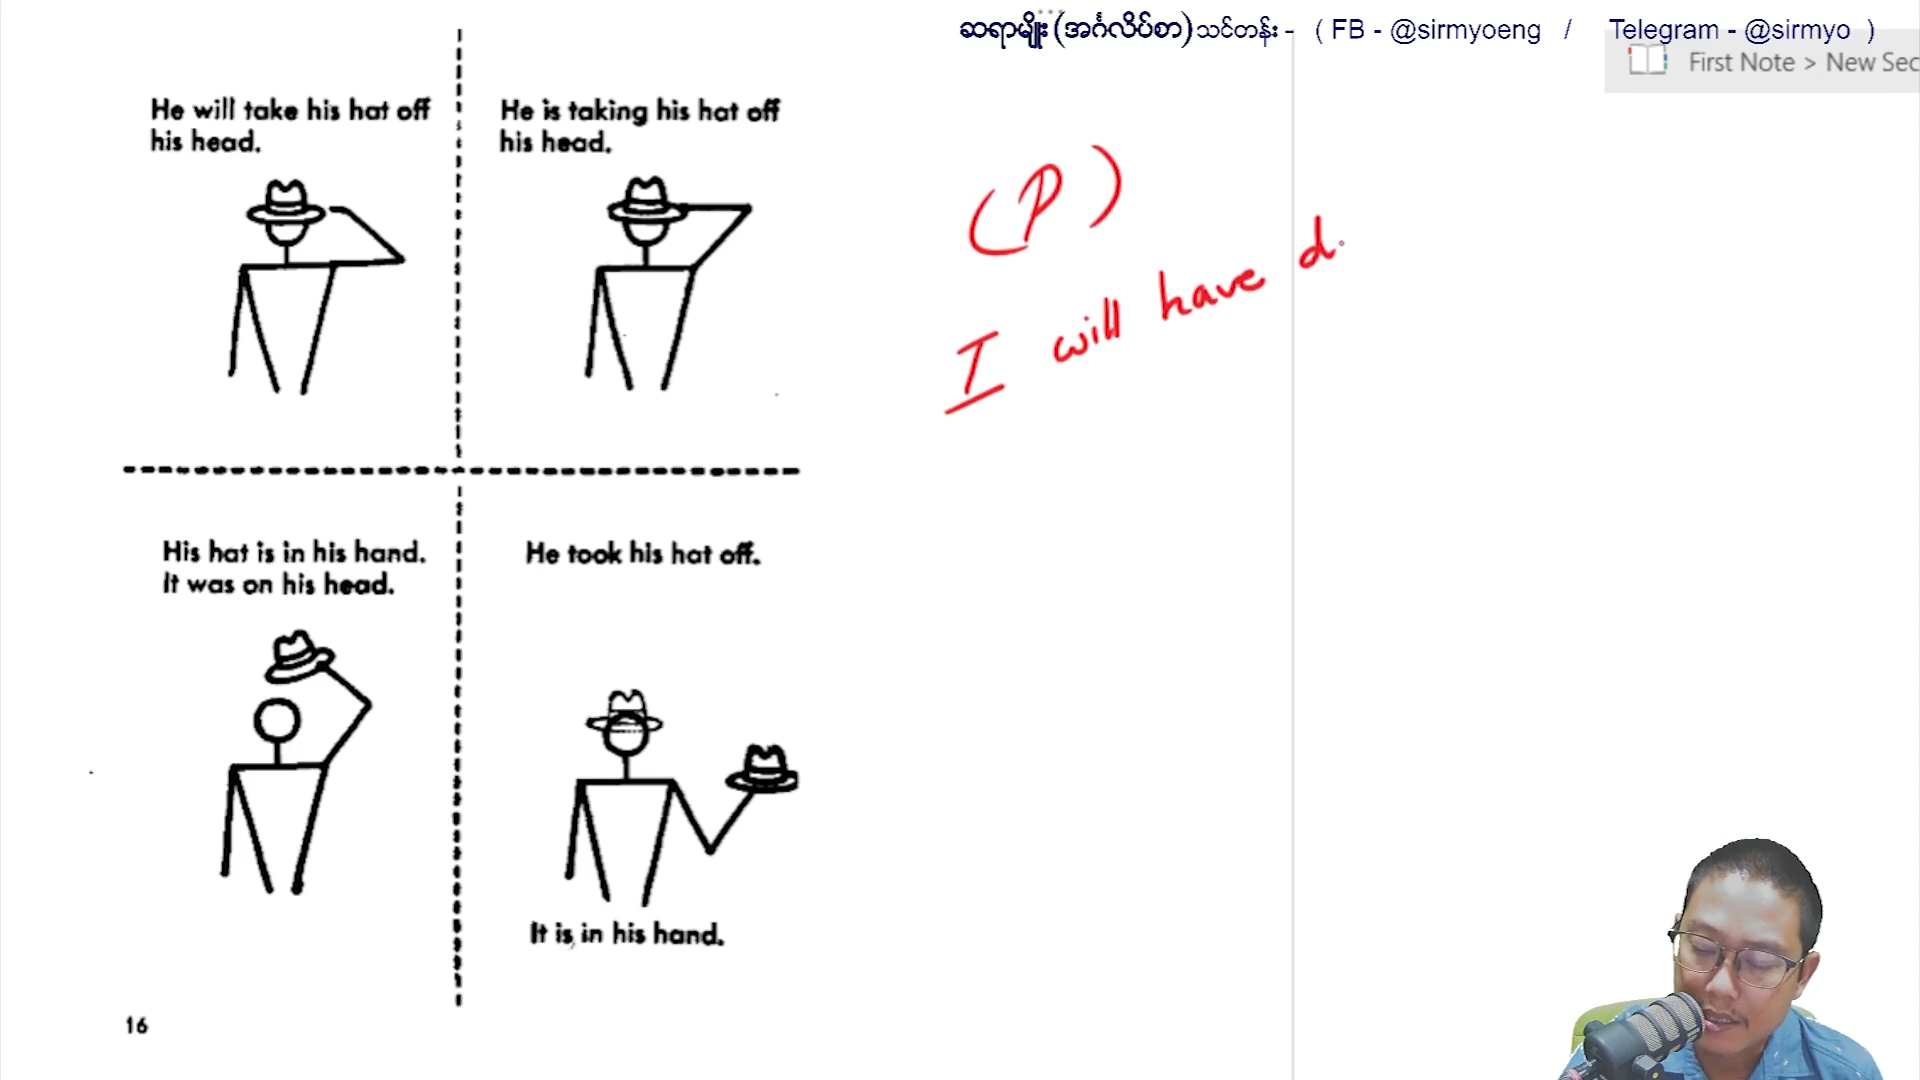 ဆရာမျိုး (အင်္ဂလိပ်စာ) သင်တန်း - ( FB - @sirmyoeng / Telegram - @sirmyo )
First Note > New Sec
He will take his hat off
his head.
He is taking his hat off
his head.
(P)
I will have d
His hat is in his hand.
It was on his head.
He took his hat off.
It is in his hand.
16